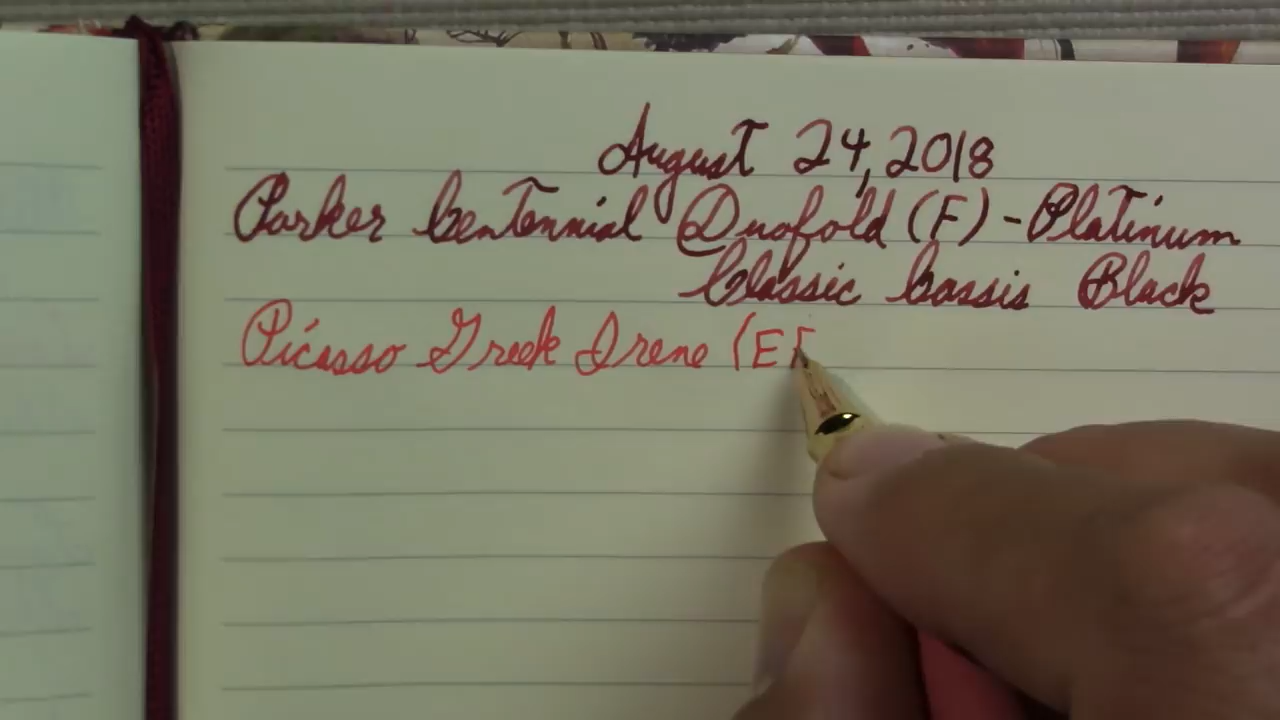 August 24, 2018
Parker Centennial Duofold (F) - Platinum
Classic Cassis Black
Picasso Greek Irene (EF